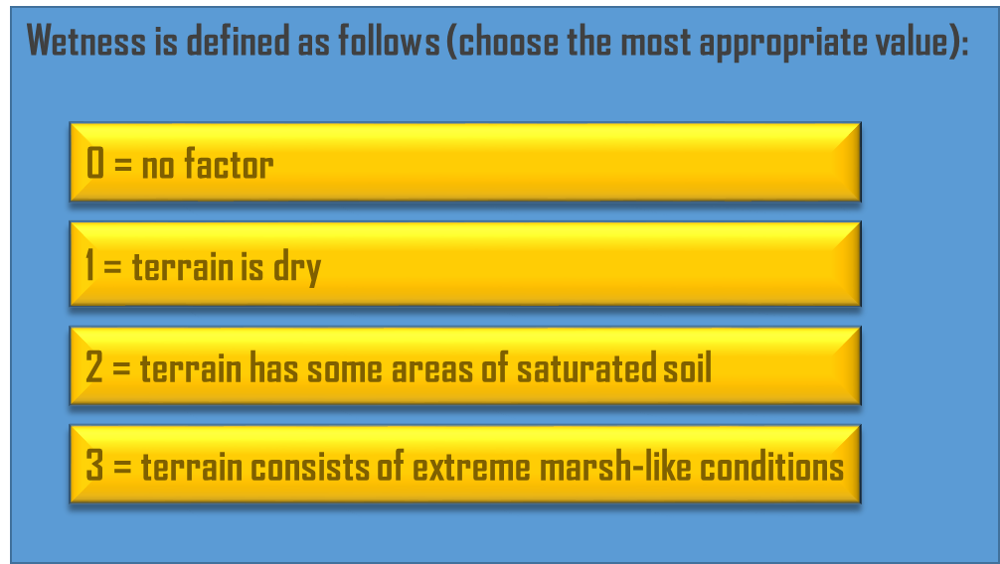 Wetness is defined as follows (choose the most appropriate value):
0 = no factor
1 = terrain is dry
2 = terrain has some areas of saturated soil
3 = terrain consists of extreme marsh-like conditions